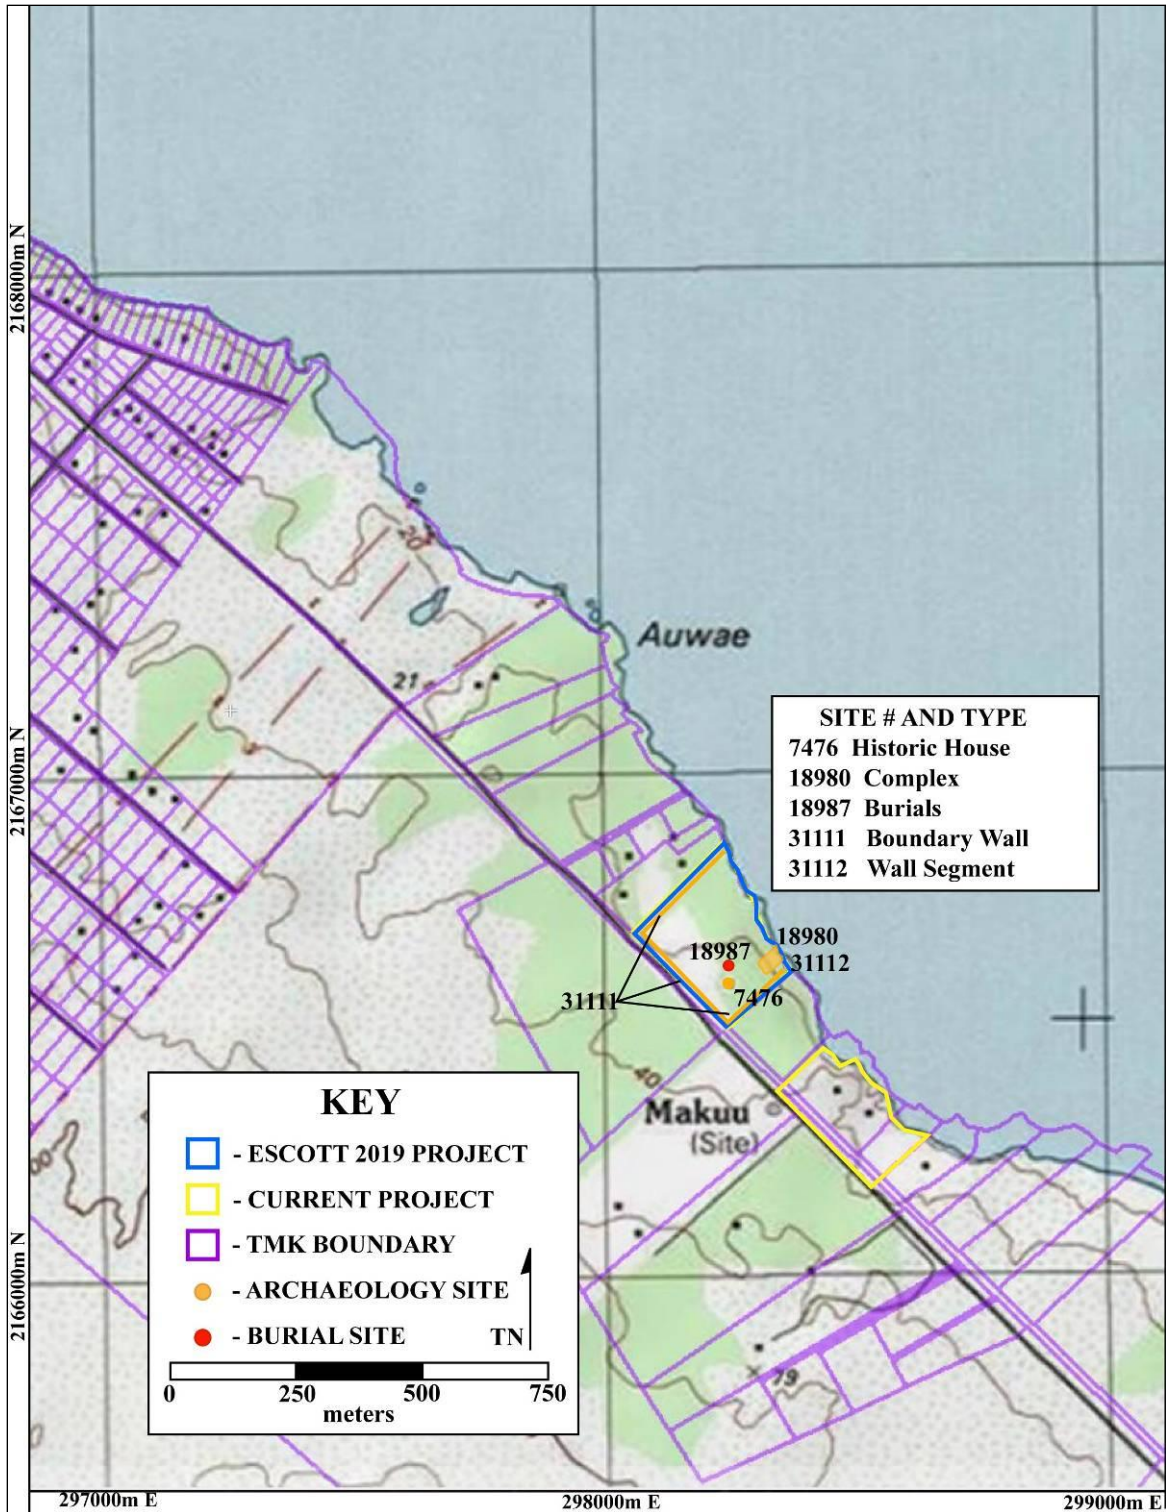 2168000m N
20
Auwae
21
SITE # AND TYPE
7476 Historic House
18980 Complex
18987 Burials
31111 Boundary Wall
31112 Wall Segment
2167000m N
18980
18987
31112
31111
7476
40
Makuu
(Site)
KEY
- ESCOTT 2019 PROJECT
- CURRENT PROJECT
- TMK BOUNDARY
- ARCHAEOLOGY SITE
- BURIAL SITE
TN
0 250 500 750
meters
00
2166000m N
79
297000m E 298000m E 299000m E